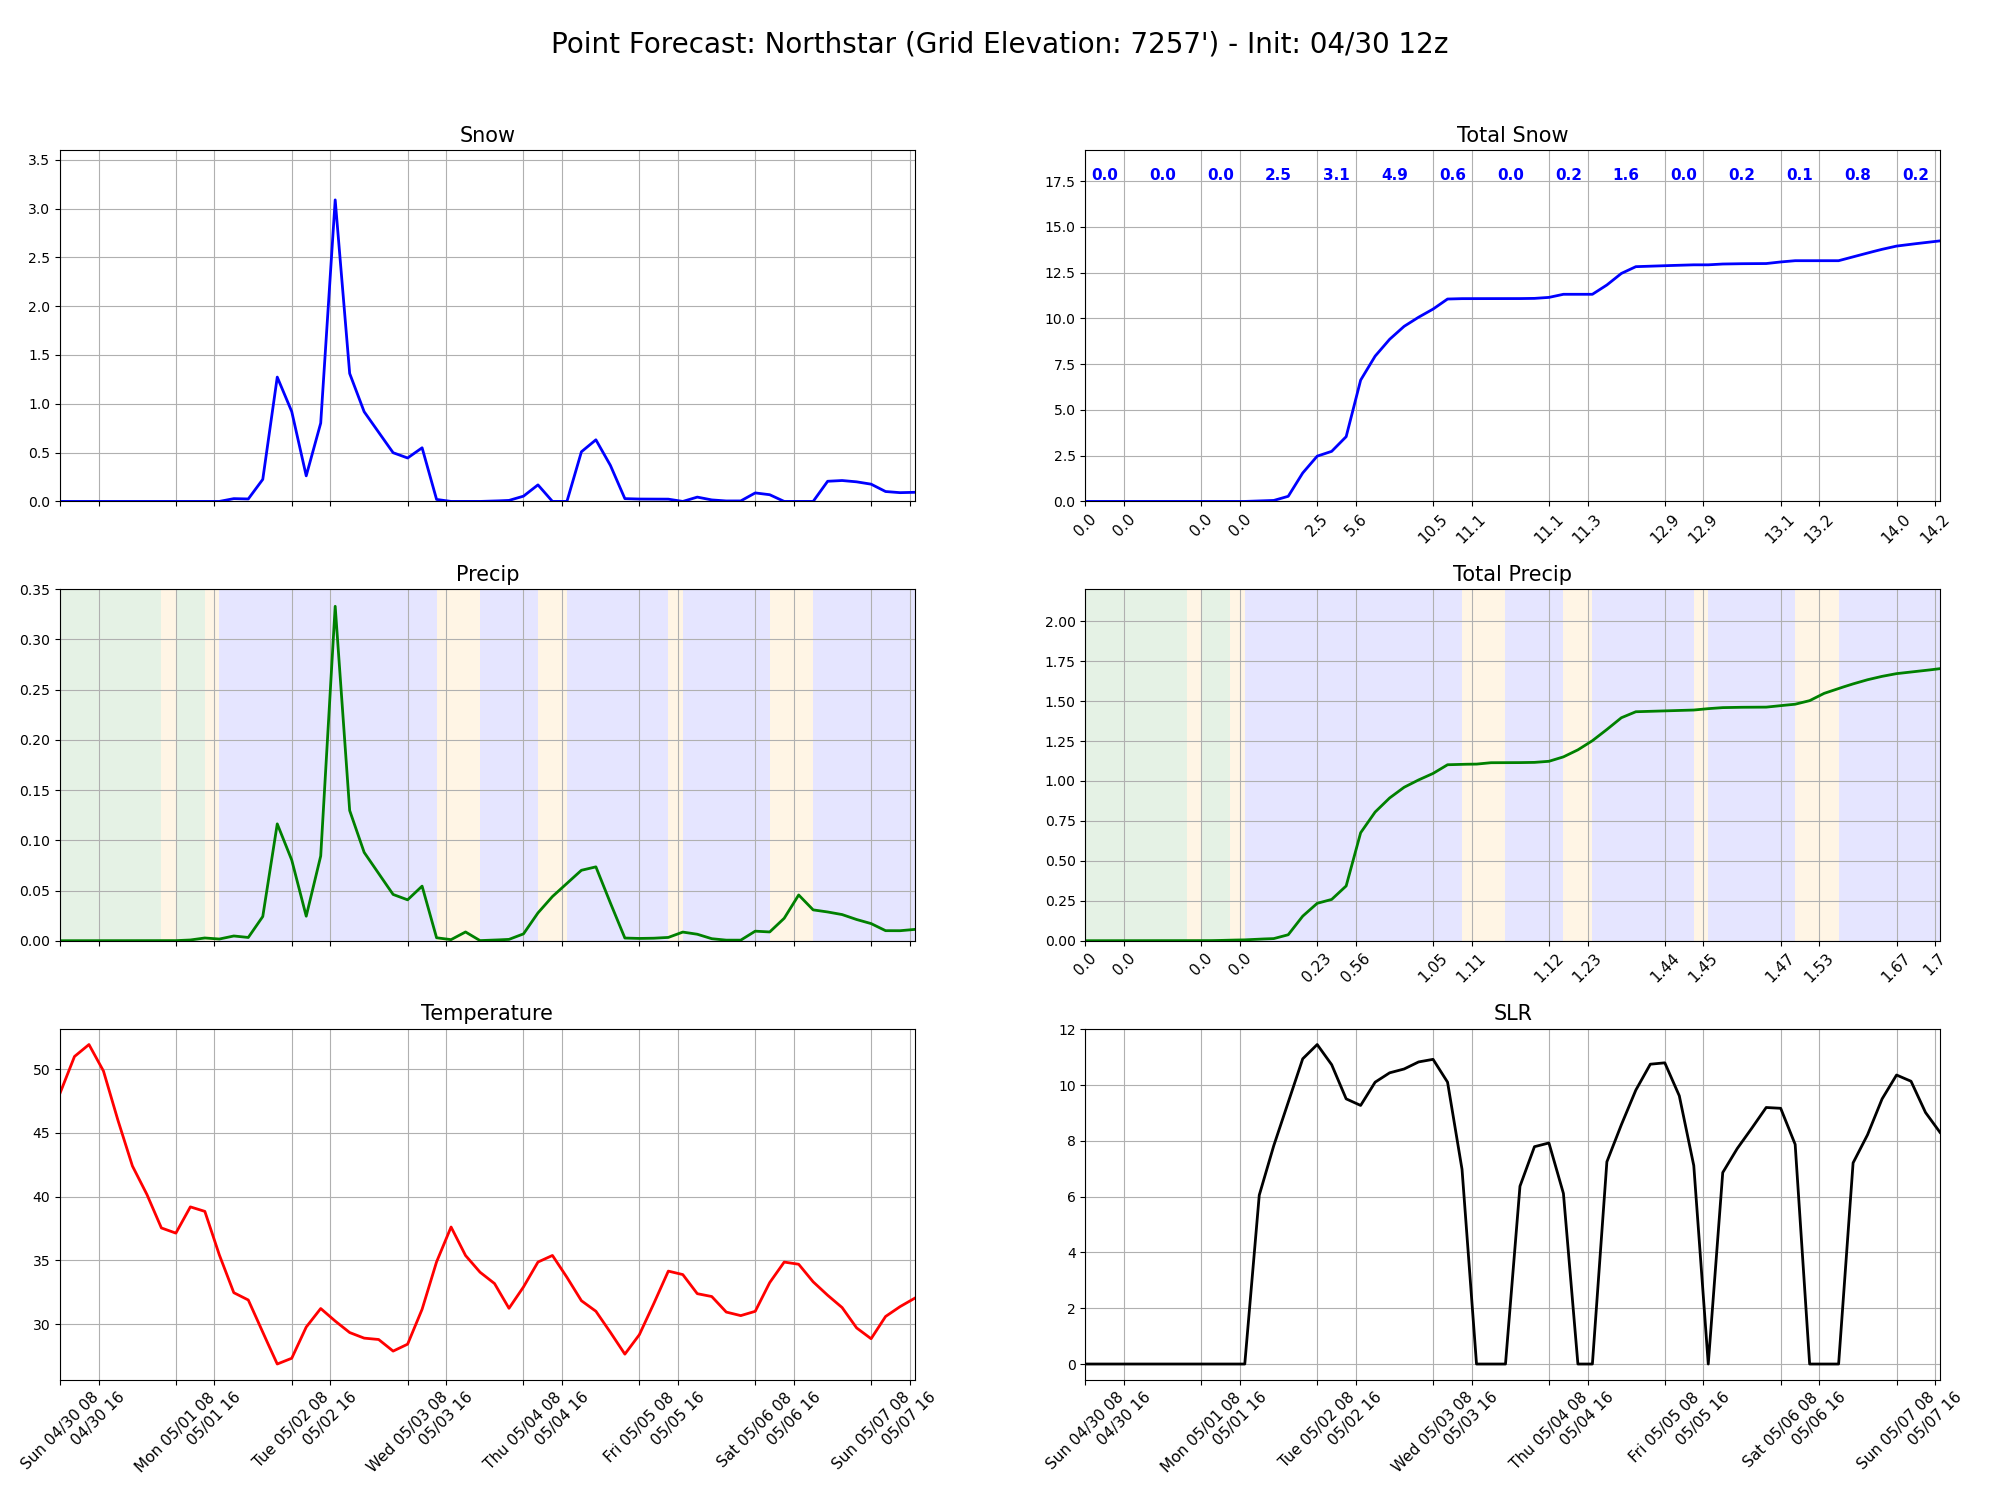 Point Forecast: Northstar (Grid Elevation: 7257') - Init: 04/30 12z
Snow
3.5
3.0
2.5
2.0
1.5
1.0
0.5
0.0
Total Snow
0.0 0.0 0.0 2.5 3.1 4.9 0.6 0.0 0.2 1.6 0.0 0.2 0.1 0.8 0.2
17.5
15.0
12.5
10.0
7.5
5.0
2.5
0.0
0.0 0.0 0.0 0.0 2.5 5.6 10.5 11.1 11.1 11.3 12.9 12.9 13.1 13.2 14.0 14.2
Precip
0.35
0.30
0.25
0.20
0.15
0.10
0.05
0.00
Total Precip
2.00
1.75
1.50
1.25
1.00
0.75
0.50
0.25
0.00
0.0 0.0 0.0 0.0 0.23 0.56 1.05 1.11 1.12 1.23 1.44 1.45 1.47 1.53 1.67 1.7
Temperature
50
45
40
35
30
Sun 04/30 08
04/30 16
Mon 05/01 08
05/01 16
Tue 05/02 08
05/02 16
Wed 05/03 08
05/03 16
Thu 05/04 08
05/04 16
Fri 05/05 08
05/05 16
Sat 05/06 08
05/06 16
Sun 05/07 08
05/07 16
SLR
12
10
8
6
4
2
0
Sun 04/30 08
04/30 16
Mon 05/01 08
05/01 16
Tue 05/02 08
05/02 16
Wed 05/03 08
05/03 16
Thu 05/04 08
05/04 16
Fri 05/05 08
05/05 16
Sat 05/06 08
05/06 16
Sun 05/07 08
05/07 16